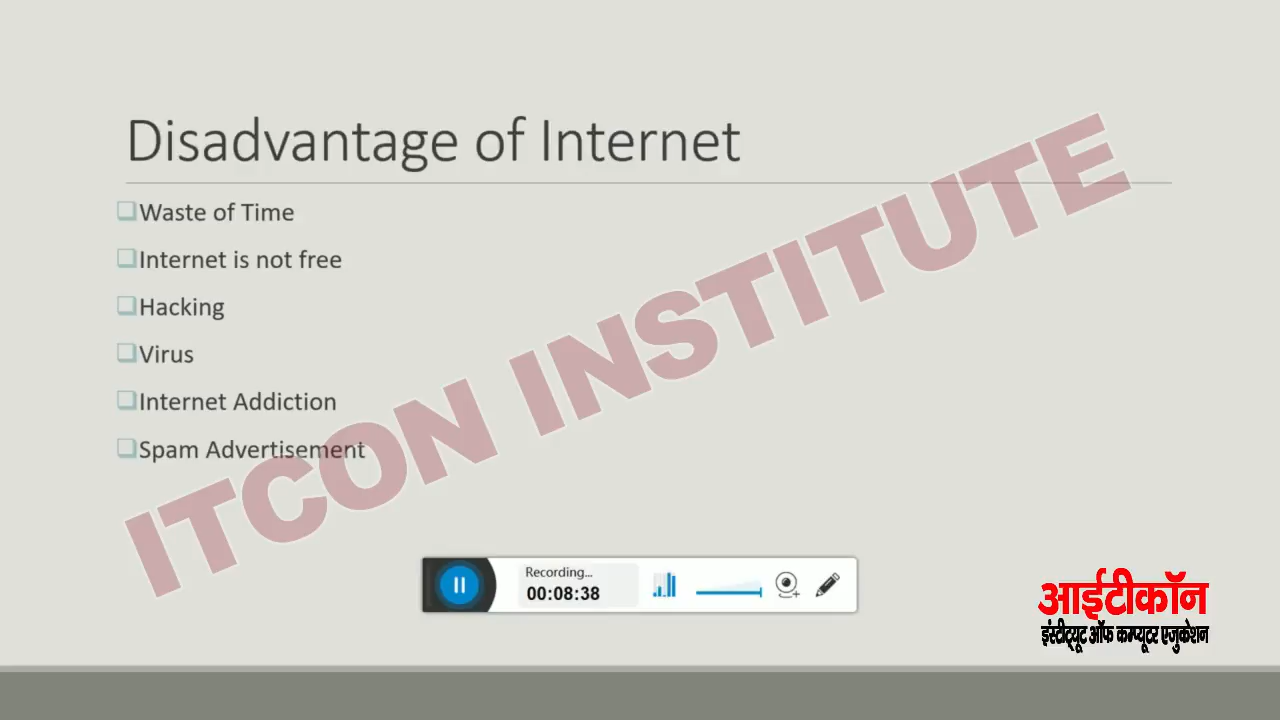 Disadvantage of Internet
Waste of Time
Internet is not free
Hacking
Virus
Internet Addiction
Spam Advertisement
ITCON INSTITUTE
Recording...
00:08:38
आईटीकॉन
इंस्टीट्यूट ऑफ कम्प्यूटर एजुकेशन